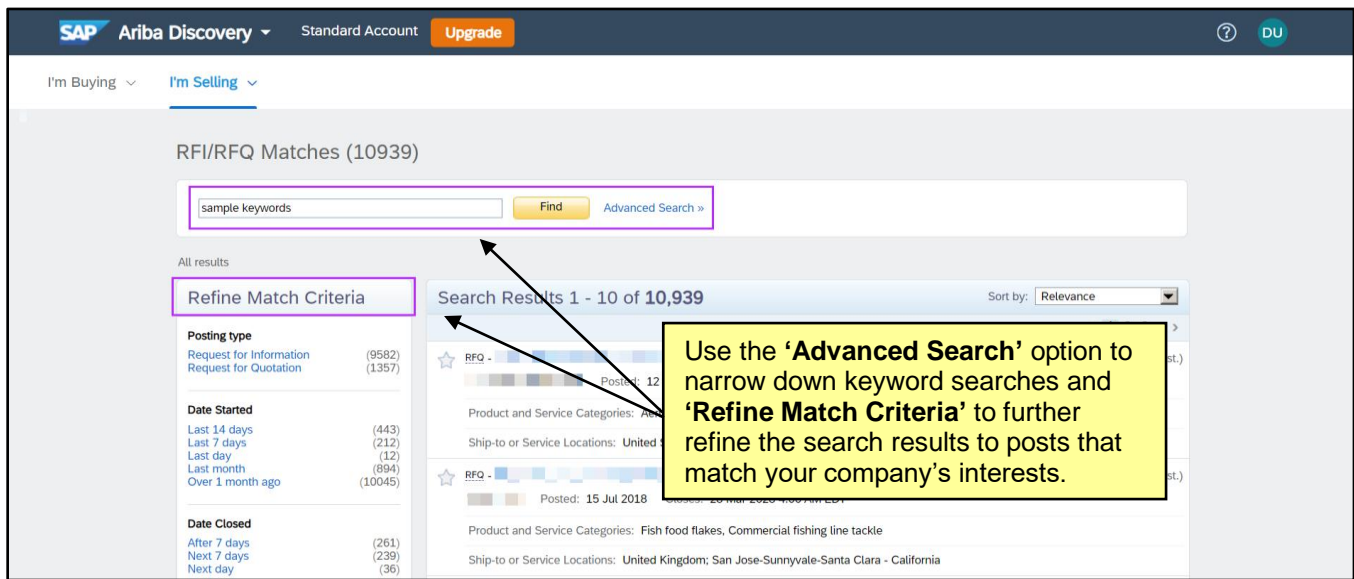 SAP Ariba Discovery Standard Account Upgrade ? DU
I'm Buying I'm Selling
RFI/RFQ Matches (10939)
sample keywords Find Advanced Search »
All results
Refine Match Criteria
Search Results 1 - 10 of 10,939 Sort by: Relevance
Posting type
Request for Information (9582)
Request for Quotation (1357)
Date Started
Last 14 days (443)
Last 7 days (212)
Last day (12)
Last month (894)
Over 1 month ago (10045)
Date Closed
After 7 days (261)
Next 7 days (239)
Next day (36)
RFQ - st.)
Posted: 12
Product and Service Categories:
Ship-to or Service Locations: United
RFQ - st.)
Posted: 15 Jul 2018
Product and Service Categories: Fish food flakes, Commercial fishing line tackle
Ship-to or Service Locations: United Kingdom; San Jose-Sunnyvale-Santa Clara - California
Use the ‘Advanced Search’ option to
narrow down keyword searches and
‘Refine Match Criteria’ to further
refine the search results to posts that
match your company’s interests.